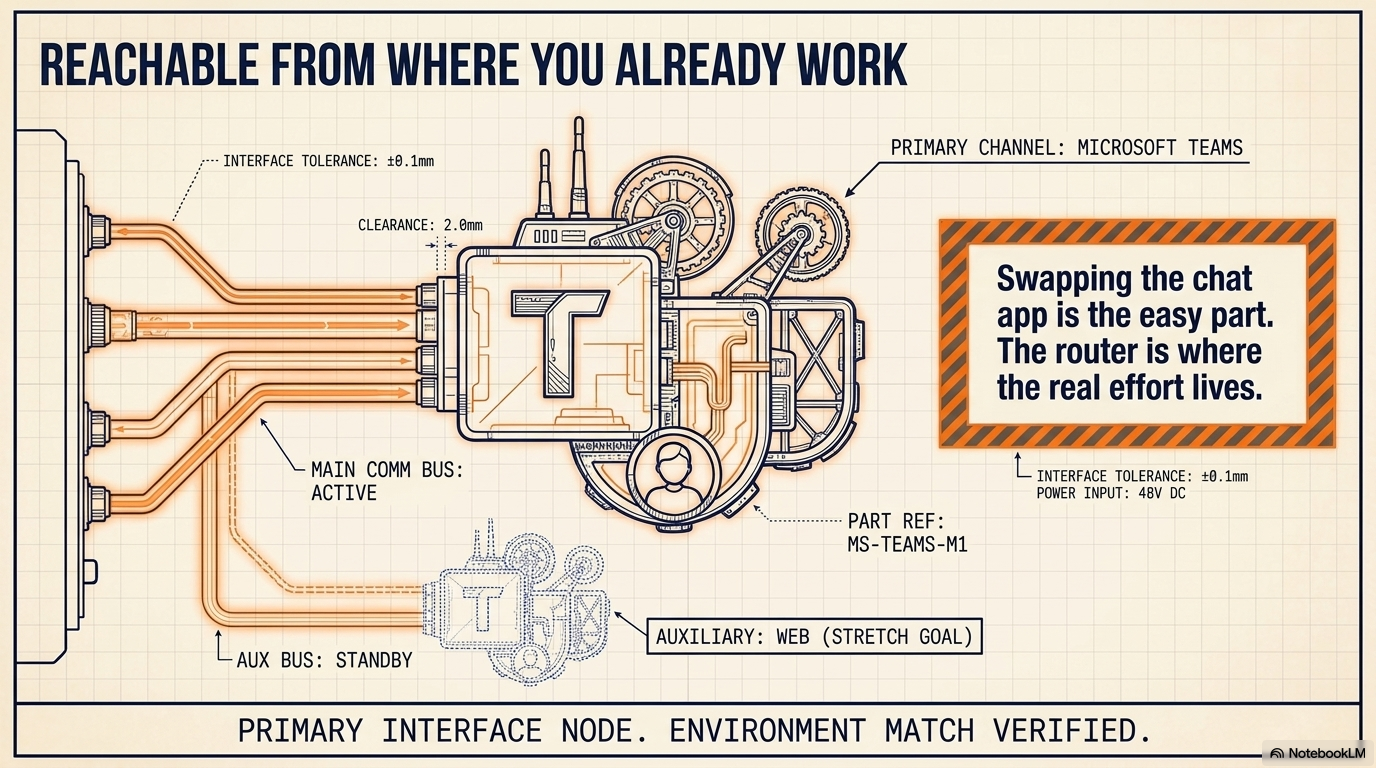 REACHABLE FROM WHERE YOU ALREADY WORK
INTERFACE TOLERANCE: ±0.1mm
CLEARANCE: 2.0mm
PRIMARY CHANNEL: MICROSOFT TEAMS
T
Swapping the chat
app is the easy part.
The router is where
the real effort lives.
INTERFACE TOLERANCE: ±0.1mm
POWER INPUT: 48V DC
MAIN COMM BUS:
ACTIVE
PART REF:
MS-TEAMS-M1
T
AUXILIARY: WEB (STRETCH GOAL)
AUX BUS: STANDBY
PRIMARY INTERFACE NODE. ENVIRONMENT MATCH VERIFIED.
NotebookLM